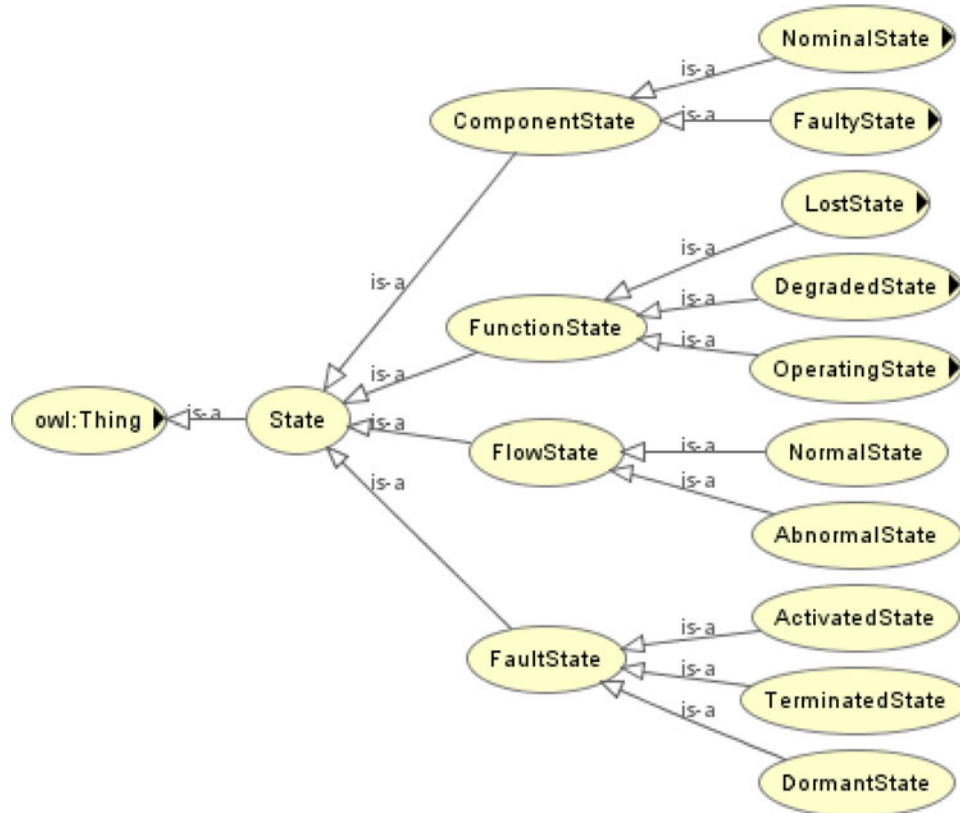 NominalState
is-a
ComponentState
is-a
FaultyState
LostState
is-a
is-a
DegradedState
is-a
FunctionState
is-a
OperatingState
is-a
owl:Thing
is-a
State
is-a
FlowState
is-a
NormalState
is-a
AbnormalState
is-a
ActivatedState
is-a
FaultState
is-a
TerminatedState
is-a
DormantState